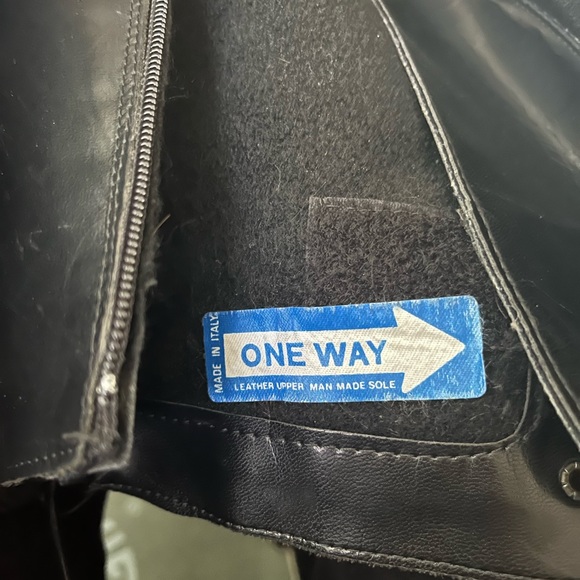 MADE IN ITALY
ONE WAY
LEATHER UPPER MAN MADE SOLE